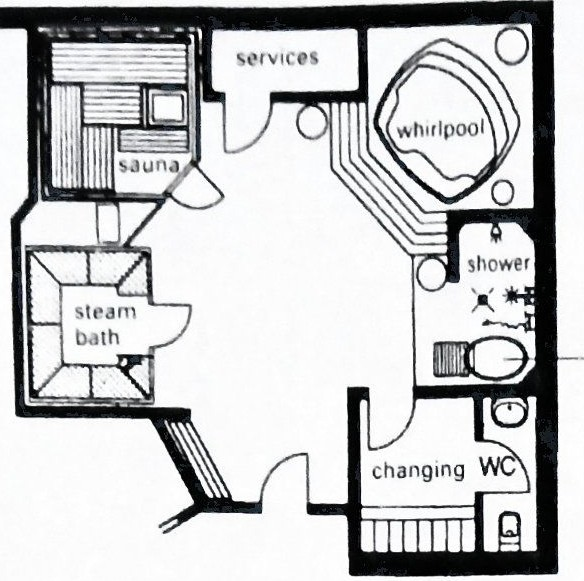 services
whirlpool
sauna
shower
steam
bath
changing
WC